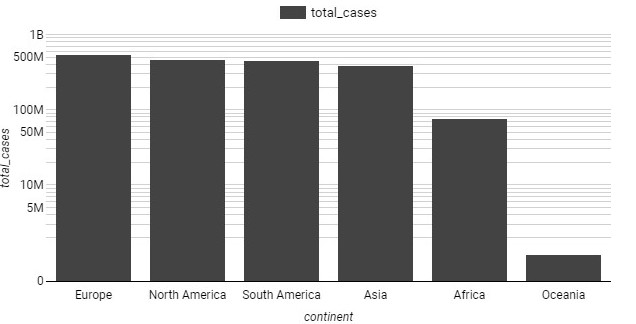 total_cases
1B
500M
100M
50M
10M
5M
0
total_cases
Europe North America South America Asia Africa Oceania
continent